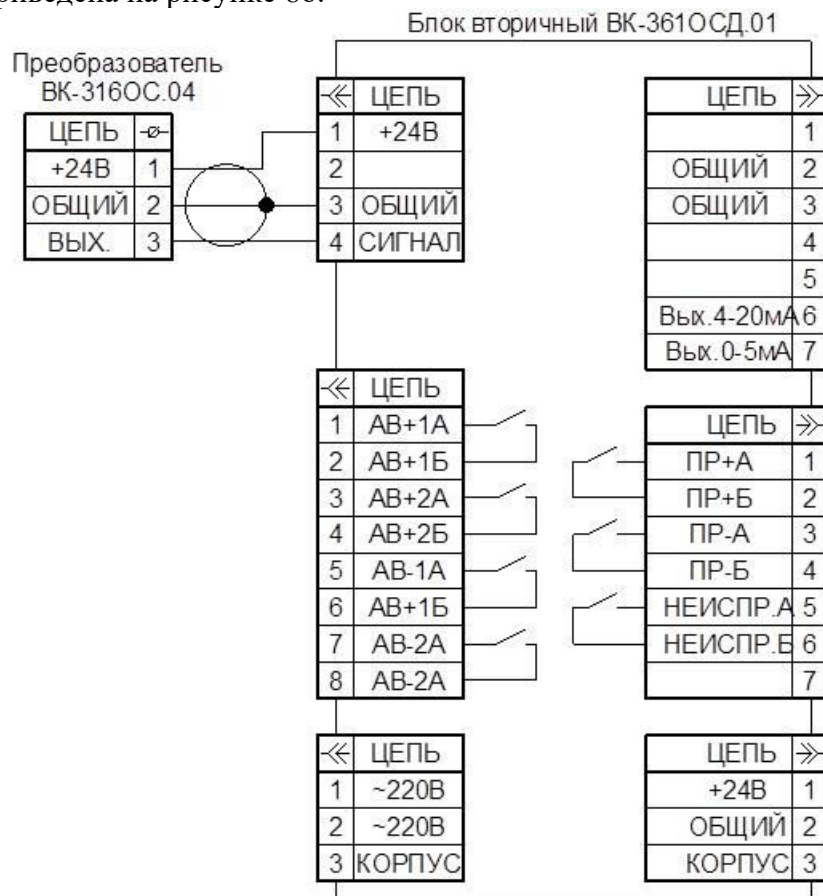 приведена на рисунке
Блок вторичный ВК-361ОСД.01
Преобразователь
ВК-316ОС.04
ЦЕПЬ
+24В 1
ОБЩИЙ 2
ВЫХ. 3
ЦЕПЬ
1 +24В
2
3 ОБЩИЙ
4 СИГНАЛ
ЦЕПЬ
1
ОБЩИЙ 2
ОБЩИЙ 3
4
5
Вых.4-20мА 6
Вых.0-5мА 7
ЦЕПЬ
1 АВ+1А
2 АВ+1Б
3 АВ+2А
4 АВ+2Б
5 АВ-1А
6 АВ+1Б
7 АВ-2А
8 АВ-2А
ЦЕПЬ
ПР+А 1
ПР+Б 2
ПР-А 3
ПР-Б 4
НЕИСПР.А 5
НЕИСПР.Б 6
7
ЦЕПЬ
1 ~220В
2 ~220В
3 КОРПУС
ЦЕПЬ
+24В 1
ОБЩИЙ 2
КОРПУС 3